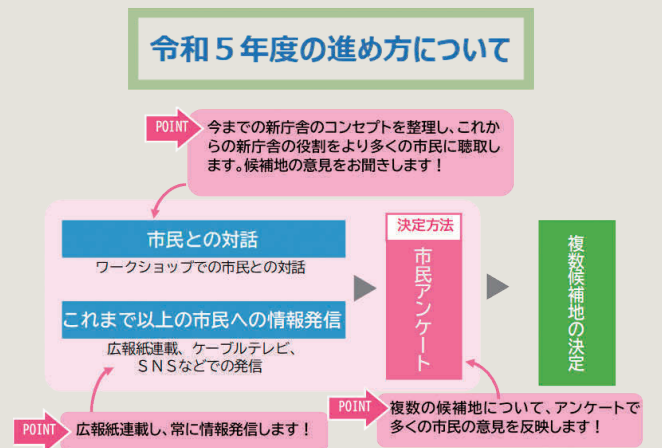 令和５年度の進め方について
POINT
今までの新庁舎のコンセプトを整理し、これか
らの新庁舎の役割をより多くの市民に聴取し
ます。候補地の意見をお聞きします！
市民との対話
ワークショップでの市民との対話
これまで以上の市民への情報発信
広報紙連載、ケーブルテレビ、
ＳＮＳなどでの発信
決定方法
市民アンケート
複数候補地の決定
POINT
広報紙連載し、常に情報発信します！
POINT
複数の候補地について、アンケートで
多くの市民の意見を反映します！